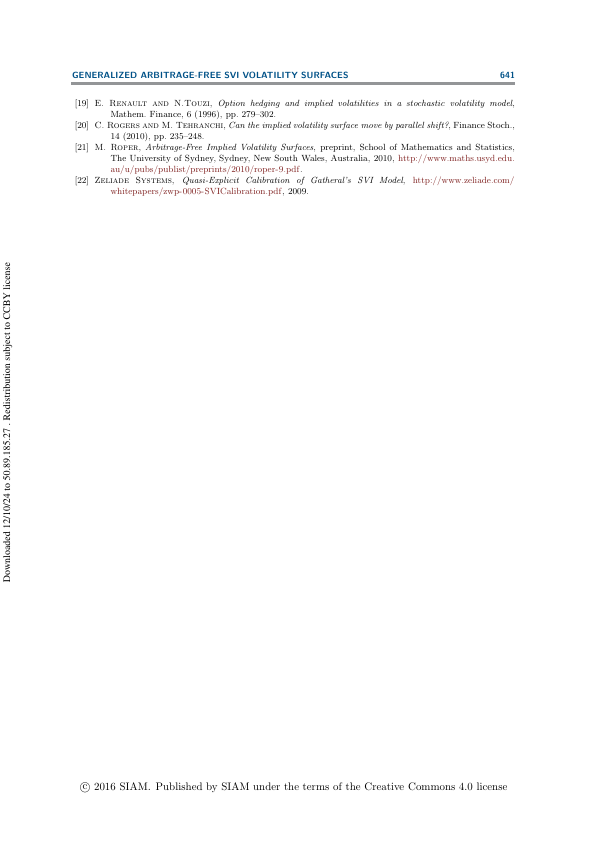 GENERALIZED ARBITRAGE-FREE SVI VOLATILITY SURFACES 641
[19] E. Renault and N.Touzi, Option hedging and implied volatilities in a stochastic volatility model,
Mathem. Finance, 6 (1996), pp. 279–302.
[20] C. Rogers and M. Tehranchi, Can the implied volatility surface move by parallel shift?, Finance Stoch.,
14 (2010), pp. 235–248.
[21] M. Roper, Arbitrage-Free Implied Volatility Surfaces, preprint, School of Mathematics and Statistics,
The University of Sydney, Sydney, New South Wales, Australia, 2010, http://www.maths.usyd.edu.
au/u/pubs/publist/preprints/2010/roper-9.pdf.
[22] Zeliade Systems, Quasi-Explicit Calibration of Gatheral's SVI Model, http://www.zeliade.com/
whitepapers/zwp-0005-SVICalibration.pdf, 2009.
Downloaded 12/10/24 to 50.89.185.27 . Redistribution subject to CCBY license
© 2016 SIAM. Published by SIAM under the terms of the Creative Commons 4.0 license